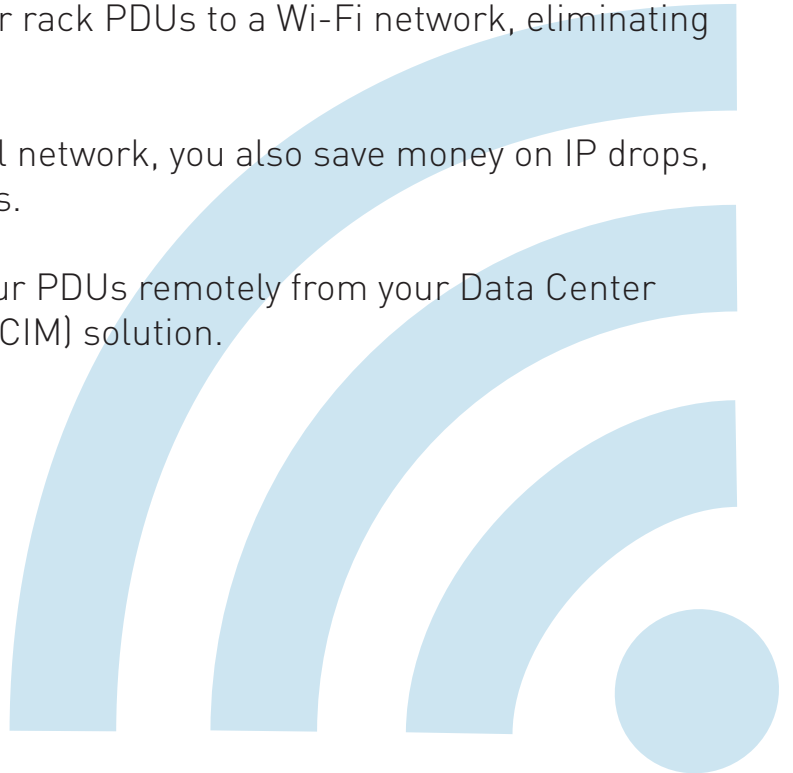 r rack PDUs to a Wi-Fi network, eliminating
l network, you also save money on IP drops,
s.
ur PDUs remotely from your Data Center
CIM) solution.